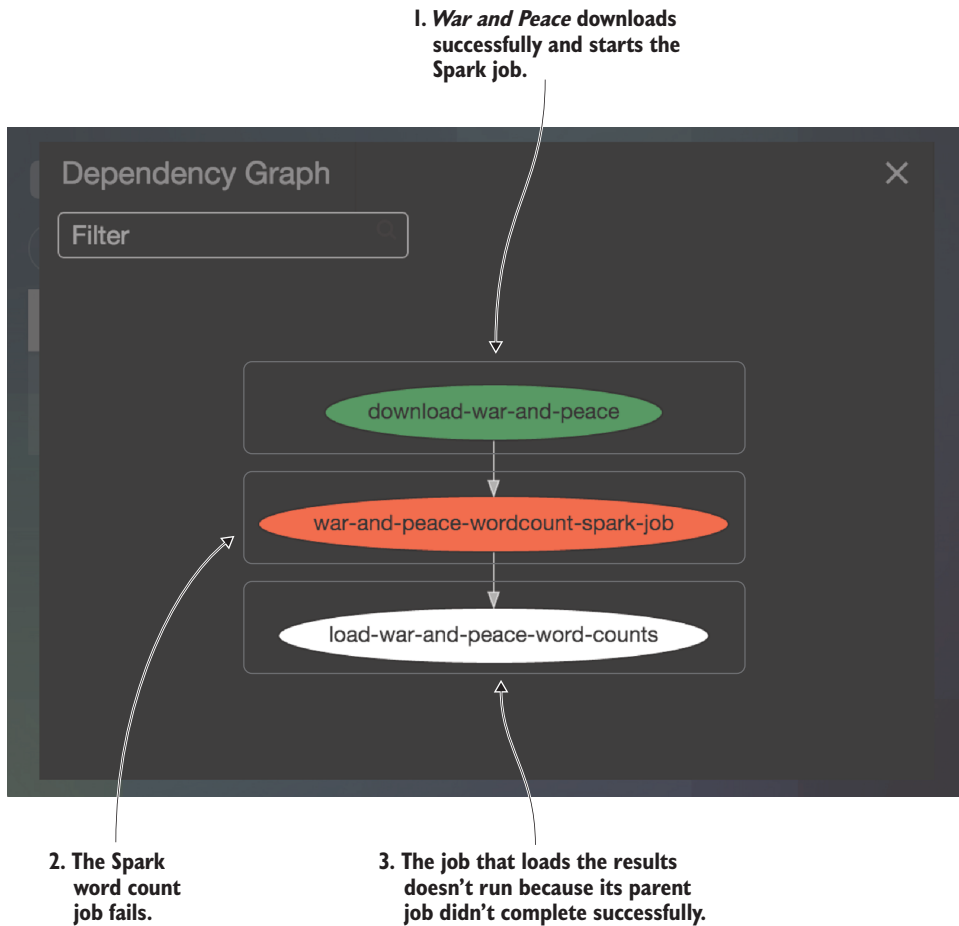 1. War and Peace downloads
successfully and starts the
Spark job.
Dependency Graph
Filter
download-war-and-peace
war-and-peace-wordcount-spark-job
load-war-and-peace-word-counts
2. The Spark
word count
job fails.
3. The job that loads the results
doesn’t run because its parent
job didn’t complete successfully.